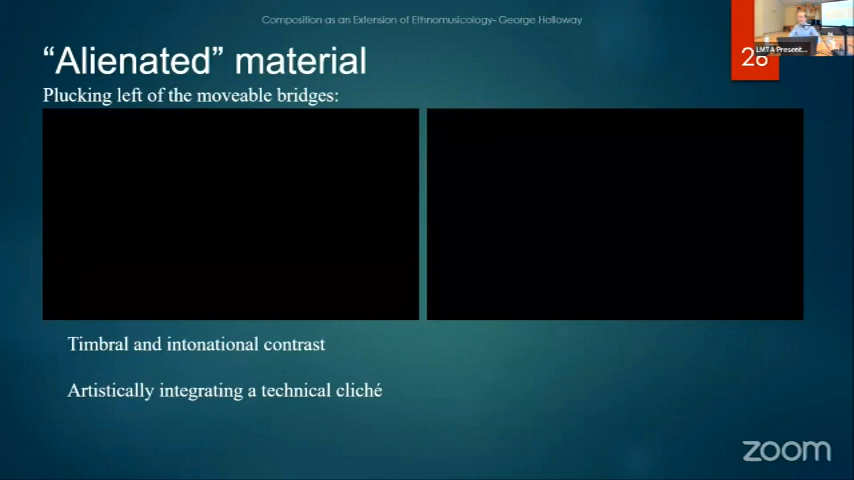 Composition as an Extension of Ethnomusicology- George Holloway
"Alienated" material
26
LMTA Present...
Plucking left of the moveable bridges:
Timbral and intonational contrast
Artistically integrating a technical cliché
zoom